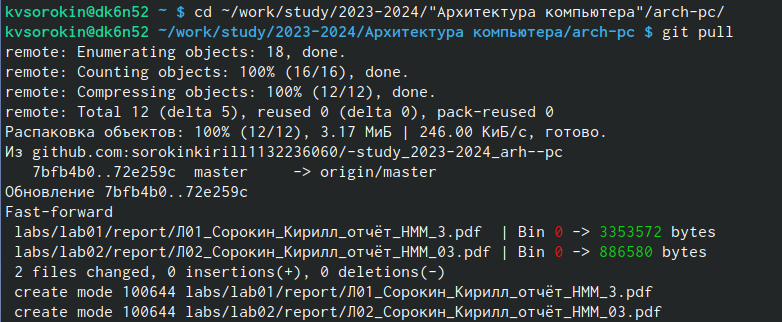 kvsorokin@dk6n52 ~ $ cd ~/work/study/2023-2024/"Архитектура компьютера"/arch-pc/
kvsorokin@dk6n52 ~/work/study/2023-2024/Архитектура компьютера/arch-pc $ git pull
remote: Enumerating objects: 18, done.
remote: Counting objects: 100% (16/16), done.
remote: Compressing objects: 100% (12/12), done.
remote: Total 12 (delta 5), reused 0 (delta 0), pack-reused 0
Распаковка объектов: 100% (12/12), 3.17 МиБ | 246.00 КиБ/с, готово.
Из github.com:sorokinkirill1132236060/-study_2023-2024_arh--pc
   7bfb4b0..72e259c  master     -> origin/master
Обновление 7bfb4b0..72e259c
Fast-forward
 labs/lab01/report/Л01_Сорокин_Кирилл_отчёт_НММ_3.pdf  | Bin 0 -> 3353572 bytes
 labs/lab02/report/Л02_Сорокин_Кирилл_отчёт_НММ_03.pdf | Bin 0 -> 886580 bytes
 2 files changed, 0 insertions(+), 0 deletions(-)
 create mode 100644 labs/lab01/report/Л01_Сорокин_Кирилл_отчёт_НММ_3.pdf
 create mode 100644 labs/lab02/report/Л02_Сорокин_Кирилл_отчёт_НММ_03.pdf